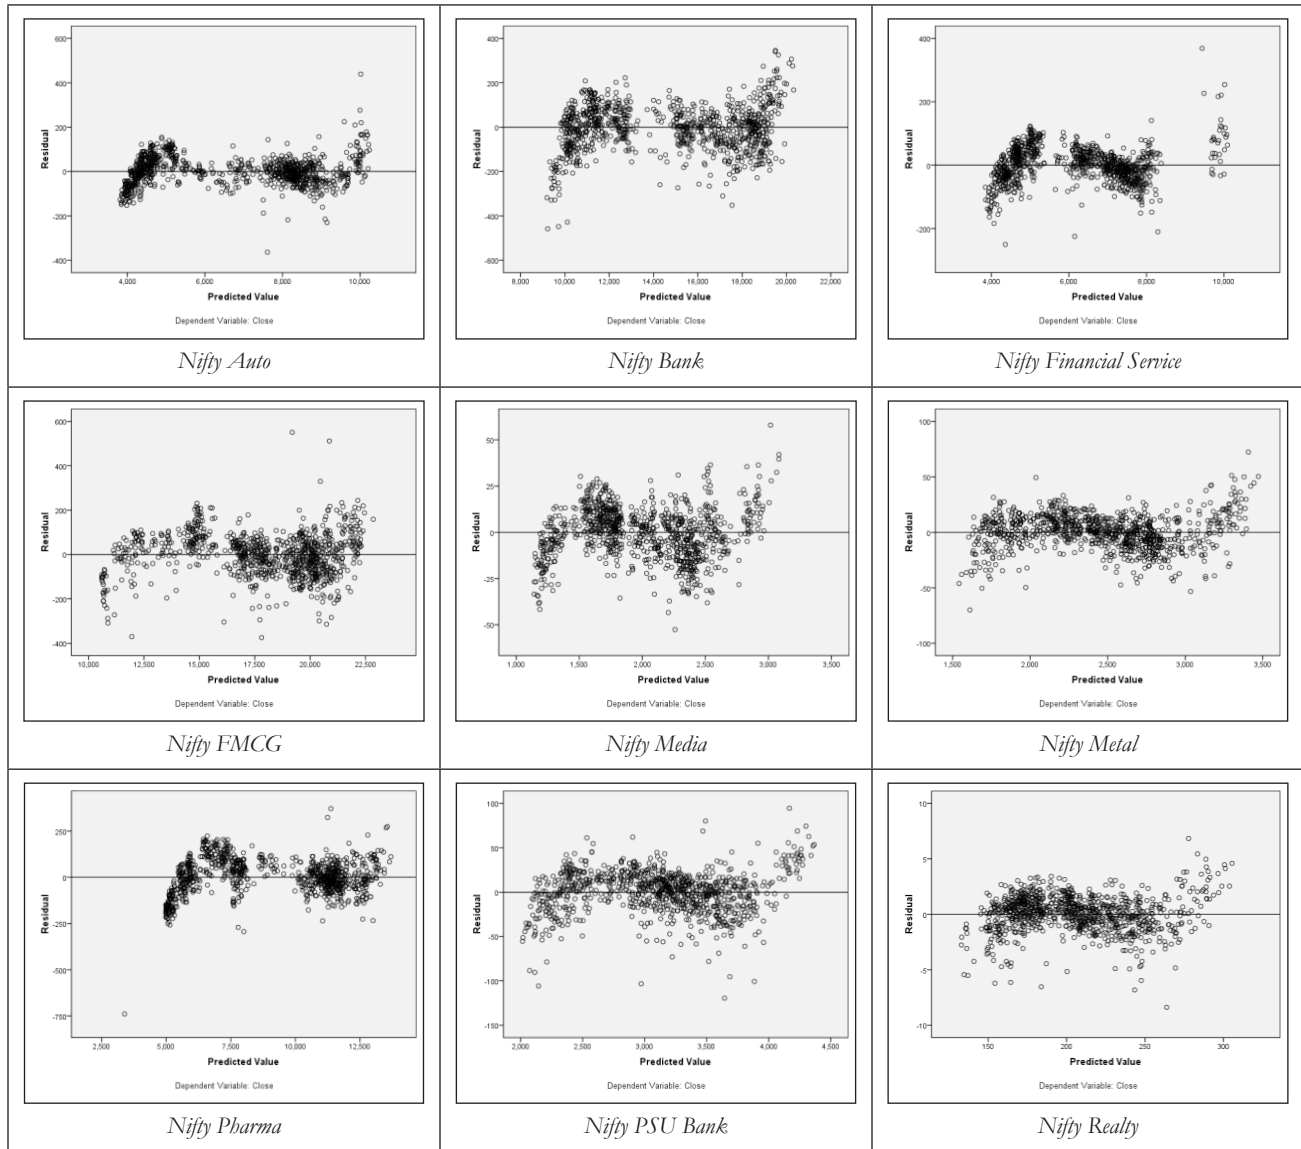 600
400
200
0
-200
-400
4,000 6,000 8,000 10,000
Residual
Predicted Value
Dependent Variable: Close
Nifty Auto
400
200
0
-200
-400
-600
8,000 10,000 12,000 14,000 16,000 18,000 20,000 22,000
Residual
Predicted Value
Dependent Variable: Close
Nifty Bank
400
200
0
-200
4,000 6,000 8,000 10,000
Residual
Predicted Value
Dependent Variable: Close
Nifty Financial Service
600
400
200
0
-200
-400
10,000 12,500 15,000 17,500 20,000 22,500
Residual
Predicted Value
Dependent Variable: Close
Nifty FMCG
50
25
0
-25
-50
1,000 1,500 2,000 2,500 3,000 3,500
Residual
Predicted Value
Dependent Variable: Close
Nifty Media
100
50
0
-50
-100
1,500 2,000 2,500 3,000 3,500
Residual
Predicted Value
Dependent Variable: Close
Nifty Metal
250
0
-250
-500
-750
2,500 5,000 7,500 10,000 12,500
Residual
Predicted Value
Dependent Variable: Close
Nifty Pharma
100
50
0
-50
-100
-150
2,000 2,500 3,000 3,500 4,000 4,500
Residual
Predicted Value
Dependent Variable: Close
Nifty PSU Bank
10
5
0
-5
-10
150 200 250 300
Residual
Predicted Value
Dependent Variable: Close
Nifty Realty